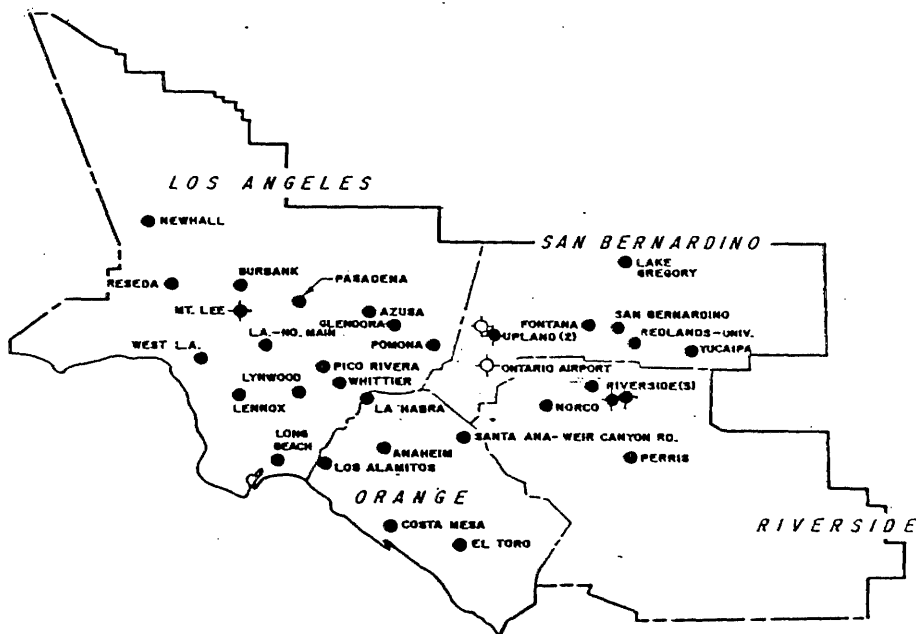 LOS ANGELES
NEWHALL
SAN BERNARDINO
LAKE
GREGORY
RESEDA
BURBANK
PASADENA
MT. LEE
AZUSA
GLENDORA
L.A.-NO. MAIN
POMONA
WEST L.A.
UPLAND (2)
FONTANA
SAN BERNARDINO
REDLANDS-UNIV.
YUCAIPA
PICO RIVERA
ONTARIO AIRPORT
WHITTIER
LYNWOOD
LENNOX
LA HABRA
RIVERSIDE(S)
NORCO
LONG
BEACH
ANAHEIM
LOS ALAMITOS
SANTA ANA-WEIR CANYON RD.
PERRIS
ORANGE
COSTA MESA
EL TORO
RIVERSIDE